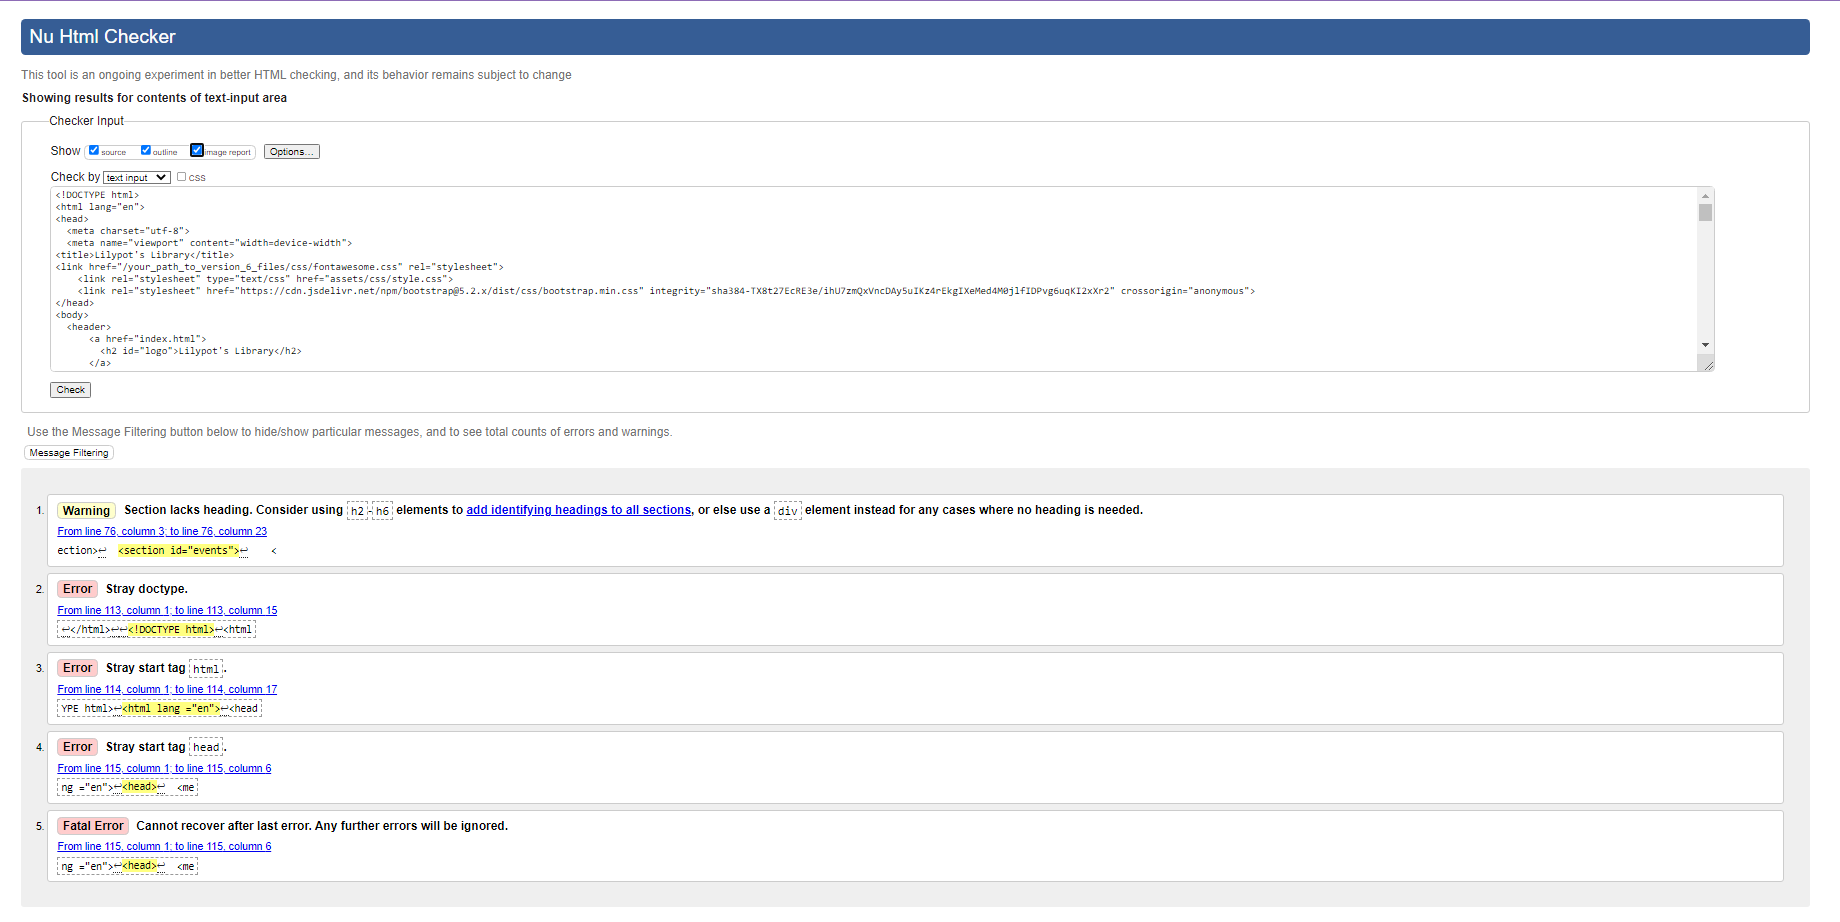 Nu Html Checker
This tool is an ongoing experiment in better HTML checking, and its behavior remains subject to change
Showing results for contents of text-input area
Checker Input
Show source outline image report Options...
Check by text input css
<!DOCTYPE html>
<html lang="en">
<head>
<meta charset="utf-8">
<meta name="viewport" content="width=device-width">
<title>Lilypot's Library</title>
<link href="/your_path_to_version_6_files/css/fontawesome.css" rel="stylesheet">
<link rel="stylesheet" type="text/css" href="assets/css/style.css">
<link rel="stylesheet" href="https://cdn.jsdelivr.net/npm/bootstrap@5.2.x/dist/css/bootstrap.min.css" integrity="sha384-TX8t27EcRE3e/ihU7zmQxVncDAy5uIKz4rEkgIXeMed4M0jlfIDPvg6uqKI2xXr2" crossorigin="anonymous">
</head>
<body>
<header>
<a href="index.html">
<h2 id="logo">Lilypot's Library</h2>
</a>
Check
Use the Message Filtering button below to hide/show particular messages, and to see total counts of errors and warnings.
Message Filtering
1. Warning Section lacks heading. Consider using h2-h6 elements to add identifying headings to all sections, or else use a div element instead for any cases where no heading is needed.
From line 76, column 3; to line 76, column 23
ection>↩ <section id="events">↩ <
2. Error Stray doctype.
From line 113, column 1; to line 113, column 15
↩</html>↩↩<!DOCTYPE html>↩<html
3. Error Stray start tag html.
From line 114, column 1; to line 114, column 17
YPE html>↩<html lang ="en">↩<head
4. Error Stray start tag head.
From line 115, column 1; to line 115, column 6
ng ="en">↩<head>↩ <me
5. Fatal Error Cannot recover after last error. Any further errors will be ignored.
From line 115, column 1; to line 115, column 6
ng ="en">↩<head>↩ <me